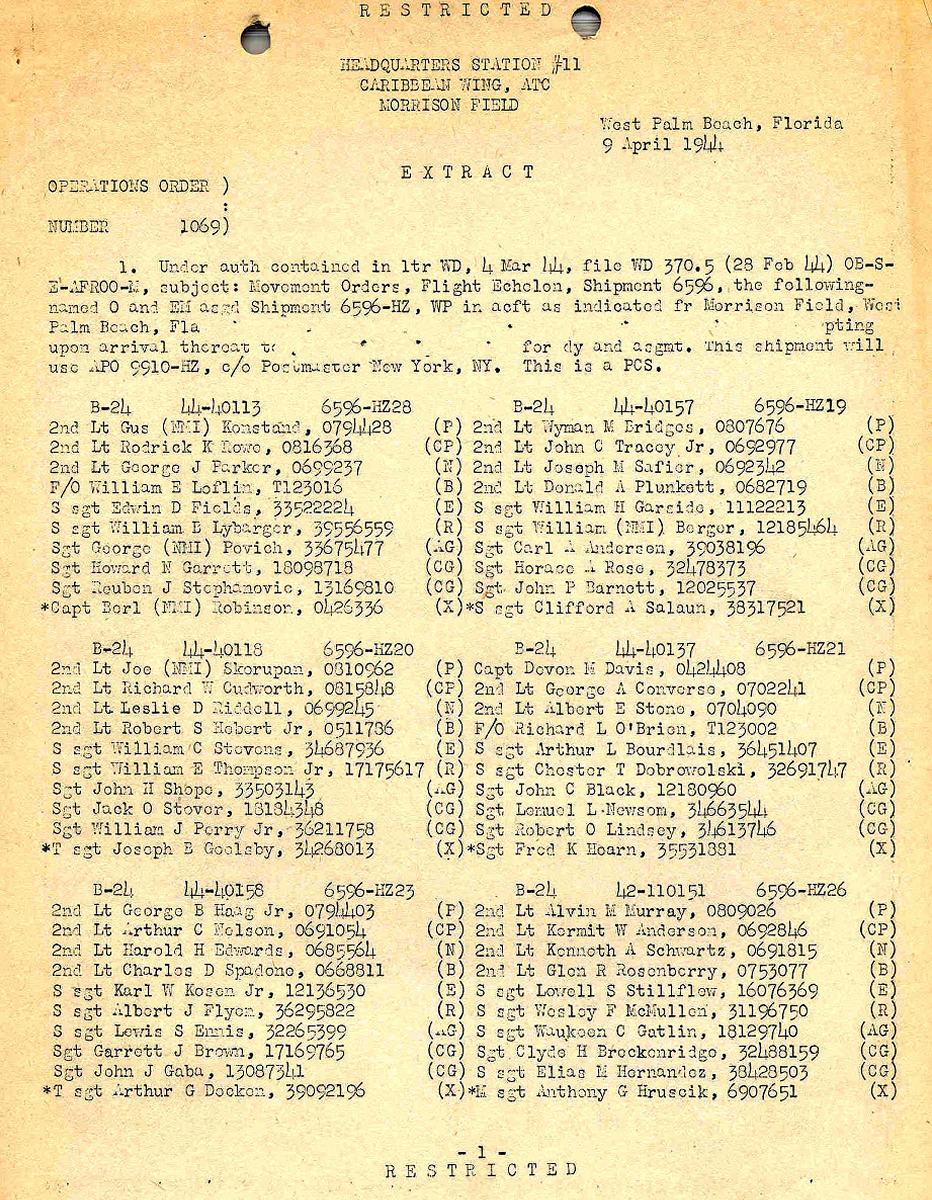 RESTRICTED
HEADQUARTERS STATION #11
CARIBBEAN WING, ATC
MORRISON FIELD
West Palm Beach, Florida
9 April 1944
EXTRACT
OPERATIONS ORDER )
:
NUMBER 1069)
1. Under auth contained in ltr WD, 4 Mar 44, file WD 370.5 (28 Feb 44) OB-S-
E-AFROO-M, subject: Movement Orders, Flight Echelon, Shipment 6596, the following-
named O and EM asgd Shipment 6596-HZ, WP in acft as indicated fr Morrison Field, West
Palm Beach, Fla pting
upon arrival thereat to for dy and asgmt. This shipment will
use APO 9910-HZ, c/o Postmaster New York, NY. This is a PCS.
B-24 44-40113 6596-HZ28 B-24 44-40157 6596-HZ19
2nd Lt Gus (NMI) Konstand, 0794428 (P) 2nd Lt Wyman M Bridges, 0807676 (P)
2nd Lt Rodrick K Rowe, 0816368 (CP) 2nd Lt John C Tracey Jr, 0692977 (CP)
2nd Lt George J Parker, 0699237 (N) 2nd Lt Joseph M Safier, 0692342 (N)
F/O William E Loflin, T123016 (B) 2nd Lt Donald A Plunkett, 0682719 (B)
S sgt Edwin D Fields, 33522224 (E) S sgt William H Garside, 11122213 (E)
S sgt William B Lybarger, 39556559 (R) S sgt William (NMI) Berger, 12185464 (R)
Sgt George (NMI) Povich, 33675477 (AG) Sgt Carl A Andersen, 39038196 (AG)
Sgt Howard N Garrett, 18098718 (CG) Sgt Horace A Rose, 32478373 (CG)
Sgt Reuben J Stephanovic, 13169810 (CG) Sgt John P Barnett, 12025537 (CG)
*Capt Berl (NMI) Robinson, 0426336 (X) *S sgt Clifford A Salaun, 38317521 (X)
B-24 44-40118 6596-HZ20 B-24 44-40137 6596-HZ21
2nd Lt Joe (NMI) Skorupan, 0810962 (P) Capt Devon M Davis, 0424408 (P)
2nd Lt Richard W Cudworth, 0815848 (CP) 2nd Lt George A Converse, 0702241 (CP)
2nd Lt Leslie D Riddell, 0699245 (N) 2nd Lt Albert E Stone, 0704090 (N)
2nd Lt Robert S Hebert Jr, 0511786 (B) F/O Richard L O'Brien, T123002 (B)
S sgt William C Stevens, 34687936 (E) S sgt Arthur L Bourdlais, 36451407 (E)
S sgt William E Thompson Jr, 17175617 (R) S sgt Chester T Dobrowolski, 32691747 (R)
Sgt John H Shope, 33503143 (AG) Sgt John C Black, 12180960 (AG)
Sgt Jack O Stover, 18184348 (CG) Sgt Lemuel L Newsom, 34663544 (CG)
Sgt William J Perry Jr, 36211758 (CG) Sgt Robert O Lindsey, 34613746 (CG)
*T sgt Joseph E Goolsby, 34268013 (X) *Sgt Fred K Hearn, 35531881 (X)
B-24 44-40158 6596-HZ23 B-24 42-110151 6596-HZ26
2nd Lt George B Haag Jr, 0794403 (P) 2nd Lt Alvin M Murray, 0809026 (P)
2nd Lt Arthur C Nelson, 0691054 (CP) 2nd Lt Kermit W Anderson, 0692846 (CP)
2nd Lt Harold H Edwards, 0685564 (N) 2nd Lt Kenneth A Schwartz, 0691815 (N)
2nd Lt Charles D Spadone, 0668811 (B) 2nd Lt Glen R Rosenberry, 0753077 (B)
S sgt Karl W Kosen Jr, 12136530 (E) S sgt Lowell S Stillflew, 16076369 (E)
S sgt Albert J Flyen, 36295822 (R) S sgt Wesley F McMullen, 31196750 (R)
S sgt Lewis S Ennis, 32265399 (AG) S sgt Waukeen C Gatlin, 18129740 (AG)
Sgt Garrett J Brown, 17169765 (CG) Sgt Clyde H Breckenridge, 32488159 (CG)
Sgt John J Gaba, 13087341 (CG) S sgt Elias M Hernandez, 38428503 (CG)
*T sgt Arthur G Docken, 39092196 (X) *M sgt Anthony G Hruscik, 6907651 (X)
- 1 -
RESTRICTED